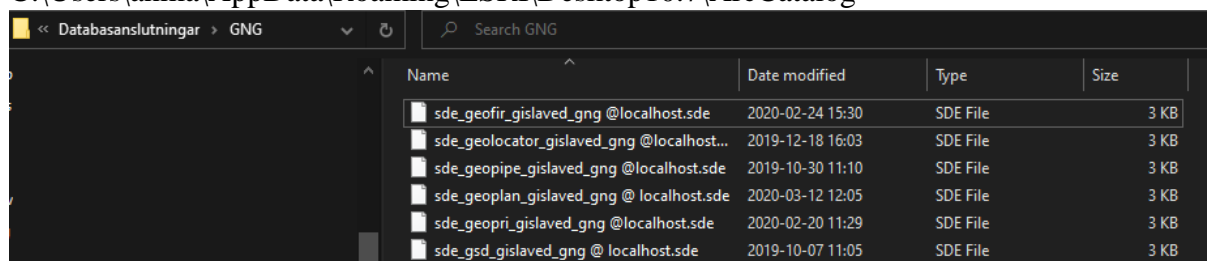 « Databasanslutningar > GNG Search GNG
Name Date modified Type Size
sde_geofir_gislaved_gng @localhost.sde 2020-02-24 15:30 SDE File 3 KB
sde_geolocator_gislaved_gng @localhost... 2019-12-18 16:03 SDE File 3 KB
sde_geopipe_gislaved_gng @localhost.sde 2019-10-30 11:10 SDE File 3 KB
sde_geoplan_gislaved_gng @ localhost.sde 2020-03-12 12:05 SDE File 3 KB
sde_geopri_gislaved_gng @localhost.sde 2020-02-20 11:29 SDE File 3 KB
sde_gsd_gislaved_gng @ localhost.sde 2019-10-07 11:05 SDE File 3 KB